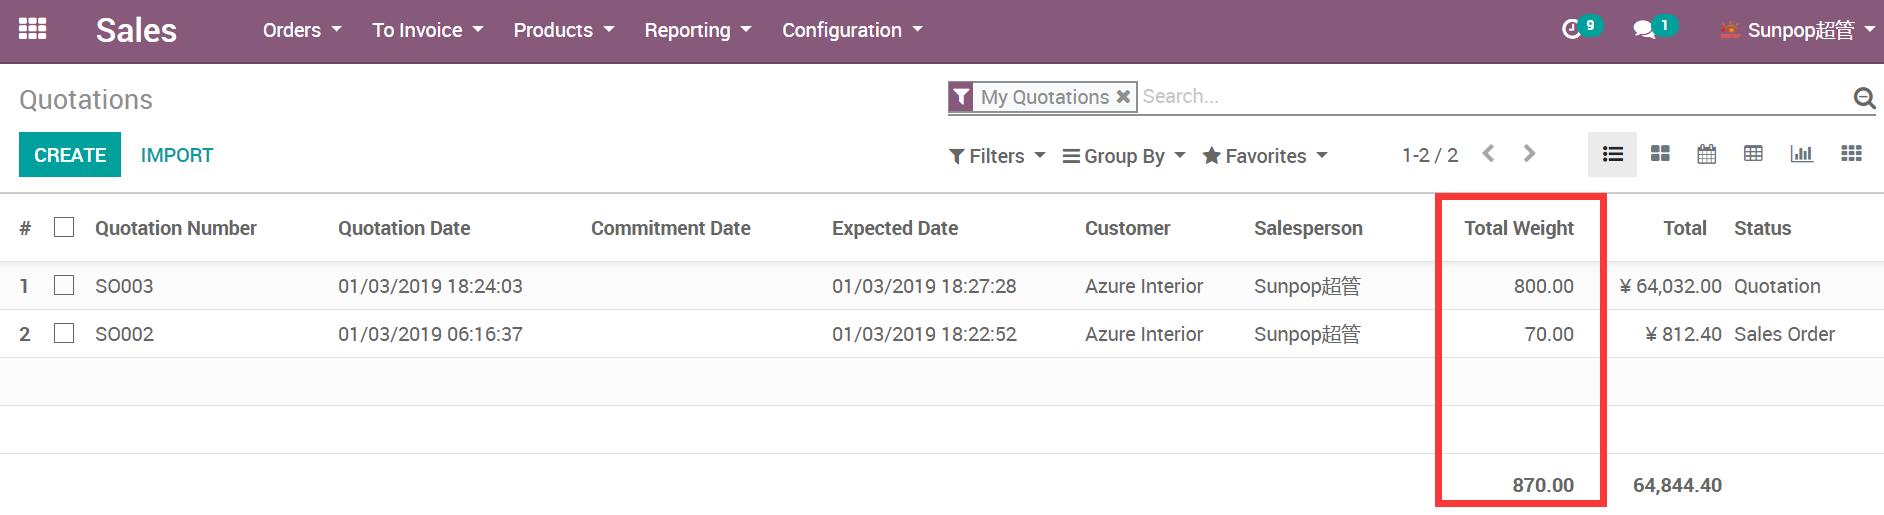 Sales Orders To Invoice Products Reporting Configuration 9 1 Sunpop超管
Quotations My Quotations Search...
CREATE IMPORT Filters Group By Favorites 1-2 / 2
# Quotation Number Quotation Date Commitment Date Expected Date Customer Salesperson Total Weight Total Status
1 SO003 01/03/2019 18:24:03 01/03/2019 18:27:28 Azure Interior Sunpop超管 800.00 ¥ 64,032.00 Quotation
2 SO002 01/03/2019 06:16:37 01/03/2019 18:22:52 Azure Interior Sunpop超管 70.00 ¥ 812.40 Sales Order
870.00 64,844.40